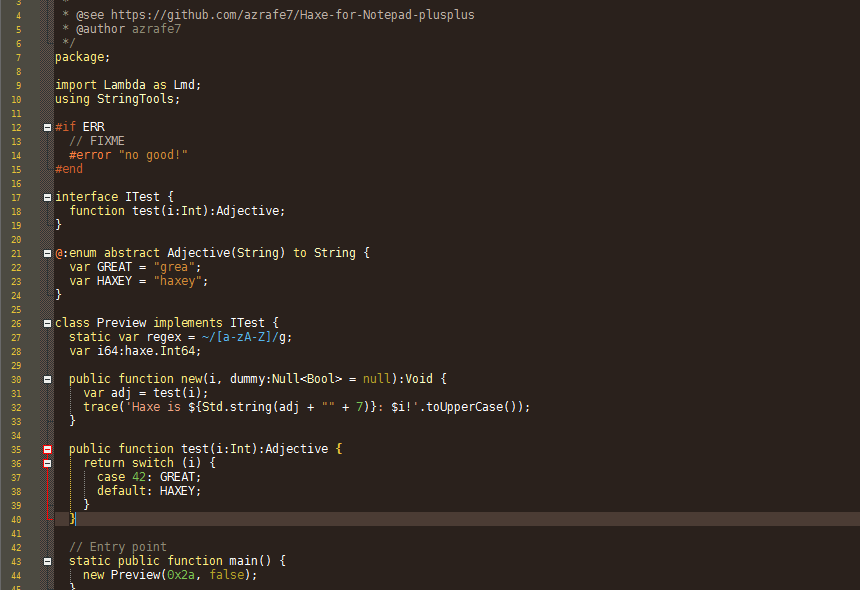 3 *
4 * @see https://github.com/azrafe7/Haxe-for-Notepad-plusplus
5 * @author azrafe7
6 */
7 package;
8
9 import Lambda as Lmd;
10 using StringTools;
11
12 #if ERR
13 // FIXME
14 #error "no good!"
15 #end
16
17 interface ITest {
18 function test(i:Int):Adjective;
19 }
20
21 @:enum abstract Adjective(String) to String {
22 var GREAT = "grea";
23 var HAXEY = "haxey";
24 }
25
26 class Preview implements ITest {
27 static var regex = ~/[a-zA-Z]/g;
28 var i64:haxe.Int64;
29
30 public function new(i, dummy:Null<Bool> = null):Void {
31 var adj = test(i);
32 trace('Haxe is ${Std.string(adj + "" + 7)}: $i!'.toUpperCase());
33 }
34
35 public function test(i:Int):Adjective {
36 return switch (i) {
37 case 42: GREAT;
38 default: HAXEY;
39 }
40 }
41
42 // Entry point
43 static public function main() {
44 new Preview(0x2a, false);
45 }